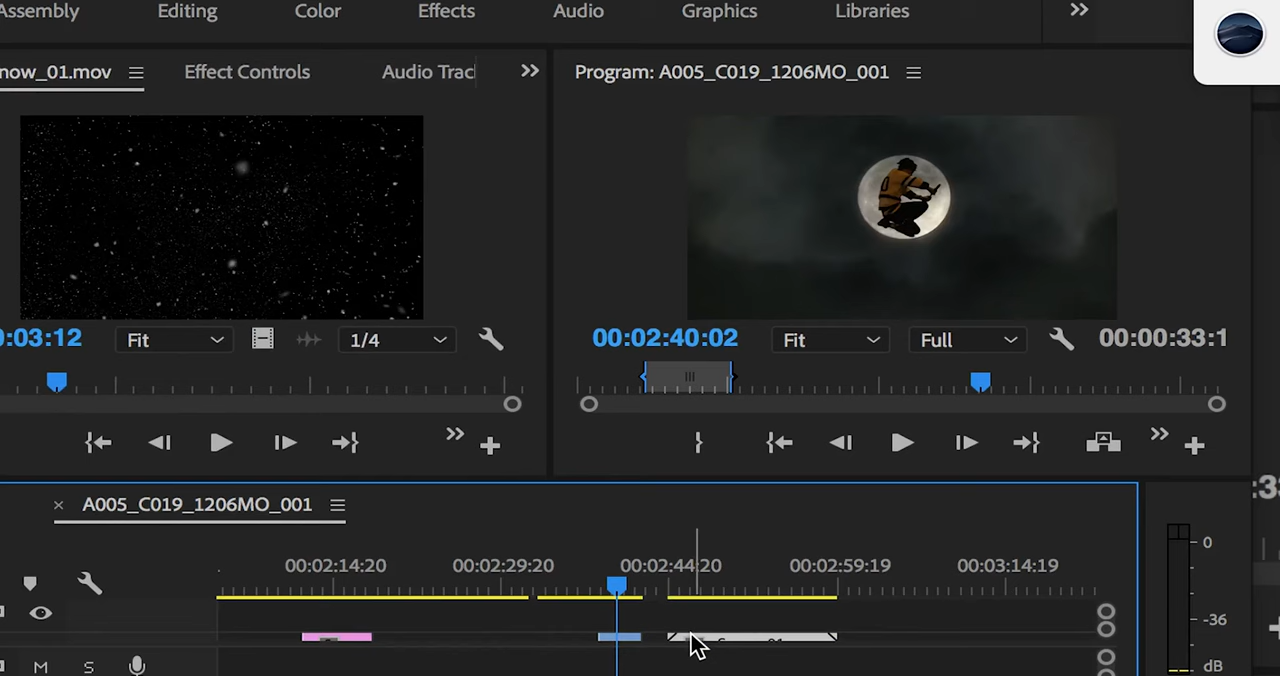 Assembly Editing Color Effects Audio Graphics Libraries
now_01.mov Effect Controls Audio Trac
Program: A005_C019_1206MO_001
0
:03:12 Fit 1/4
00:02:40:02 Fit Full 00:00:33:1
A005_C019_1206MO_001
:33
00:02:14:20 00:02:29:20 00:02:44:20 00:02:59:19 00:03:14:19
0
-36
dB
M S